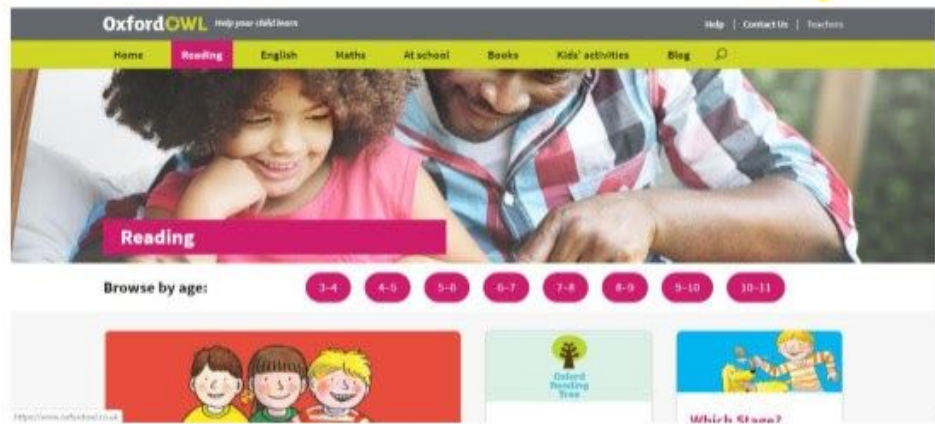 OxfordOWL Help your child learn
Help | Contact Us | Teachers
Home Reading English Maths At school Books Kids' activities Blog
Reading
Browse by age:
3-4 4-5 5-6 6-7 7-8 8-9 9-10 10-11
Oxford
Reading
Tree
Which Stage?
https://www.oxfordowl.co.uk